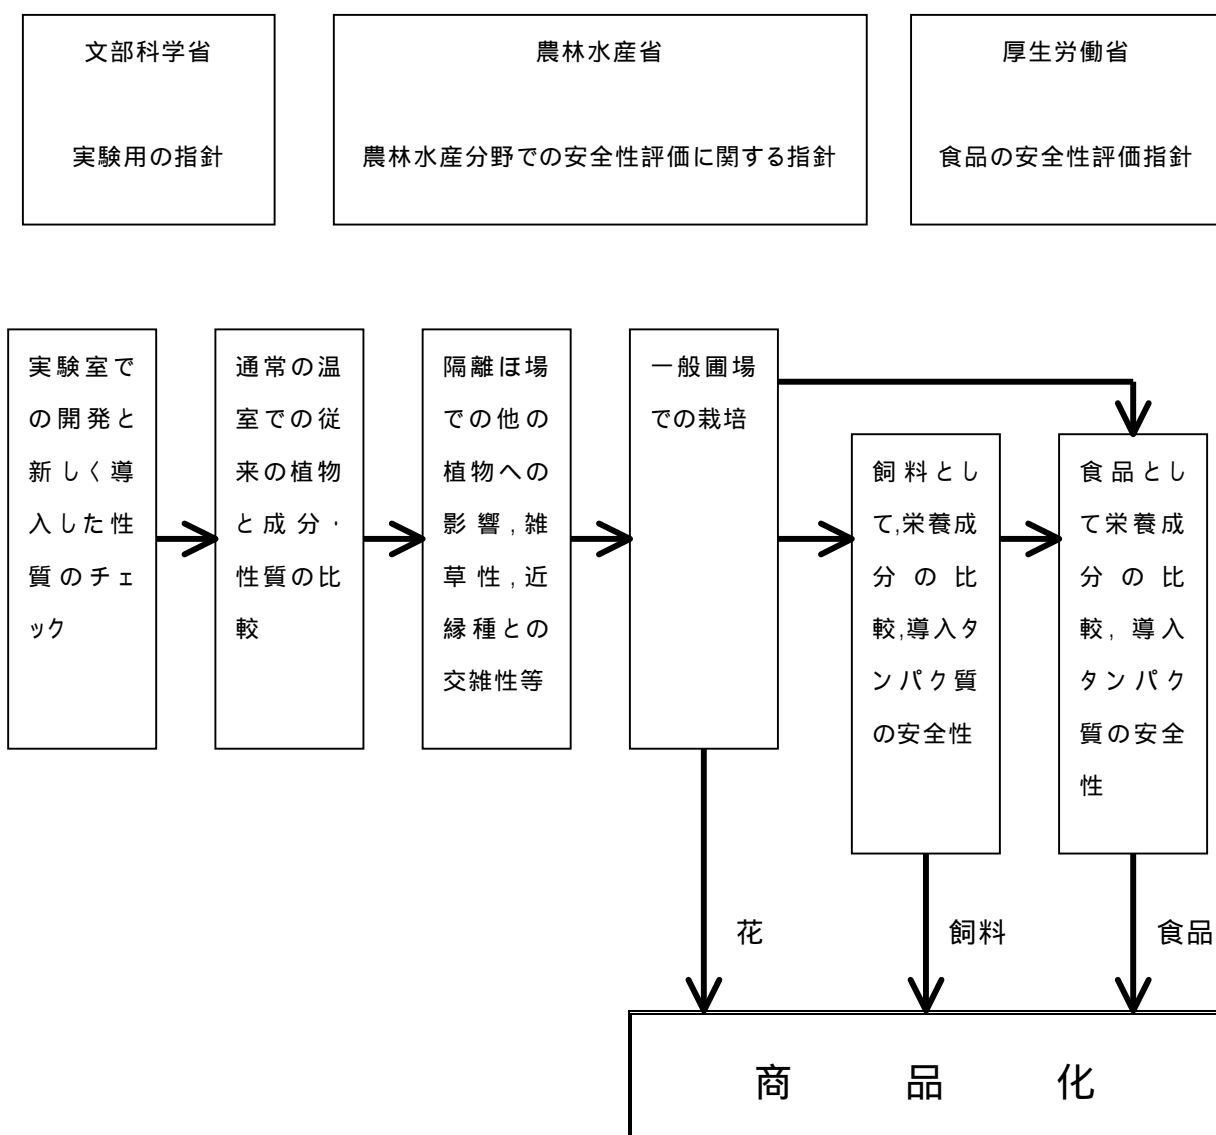 文部科学省
実験用の指針
農林水産省
農林水産分野での安全性評価に関する指針
厚生労働省
食品の安全性評価指針
実験室で
の開発と
新しく導
入した性
質のチェ
ック
通常の温
室での従
来の植物
と成分・
性質の比
較
隔離ほ場
での他の
植物への
影響,雑
草性,近
縁種との
交雑性等
一般圃場
での栽培
飼料とし
て,栄養成
分の比
較,導入タ
ンパク質
の安全性
食品とし
て栄養成
分の比
較,導入
タンパク
質の安全
性
花
飼料
食品
商品化